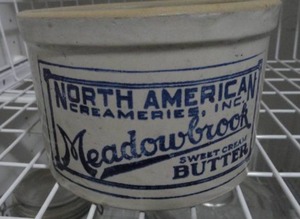 NORTH AMERICAN
CREAMERIES, INC.
Meadowbrook
SWEET CREAM
BUTTER